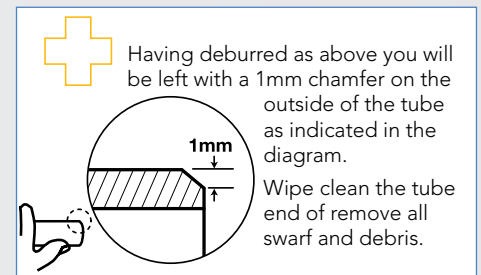 Having deburred as above you will
be left with a 1mm chamfer on the
outside of the tube
as indicated in the
diagram.
1mm
Wipe clean the tube
end of remove all
swarf and debris.